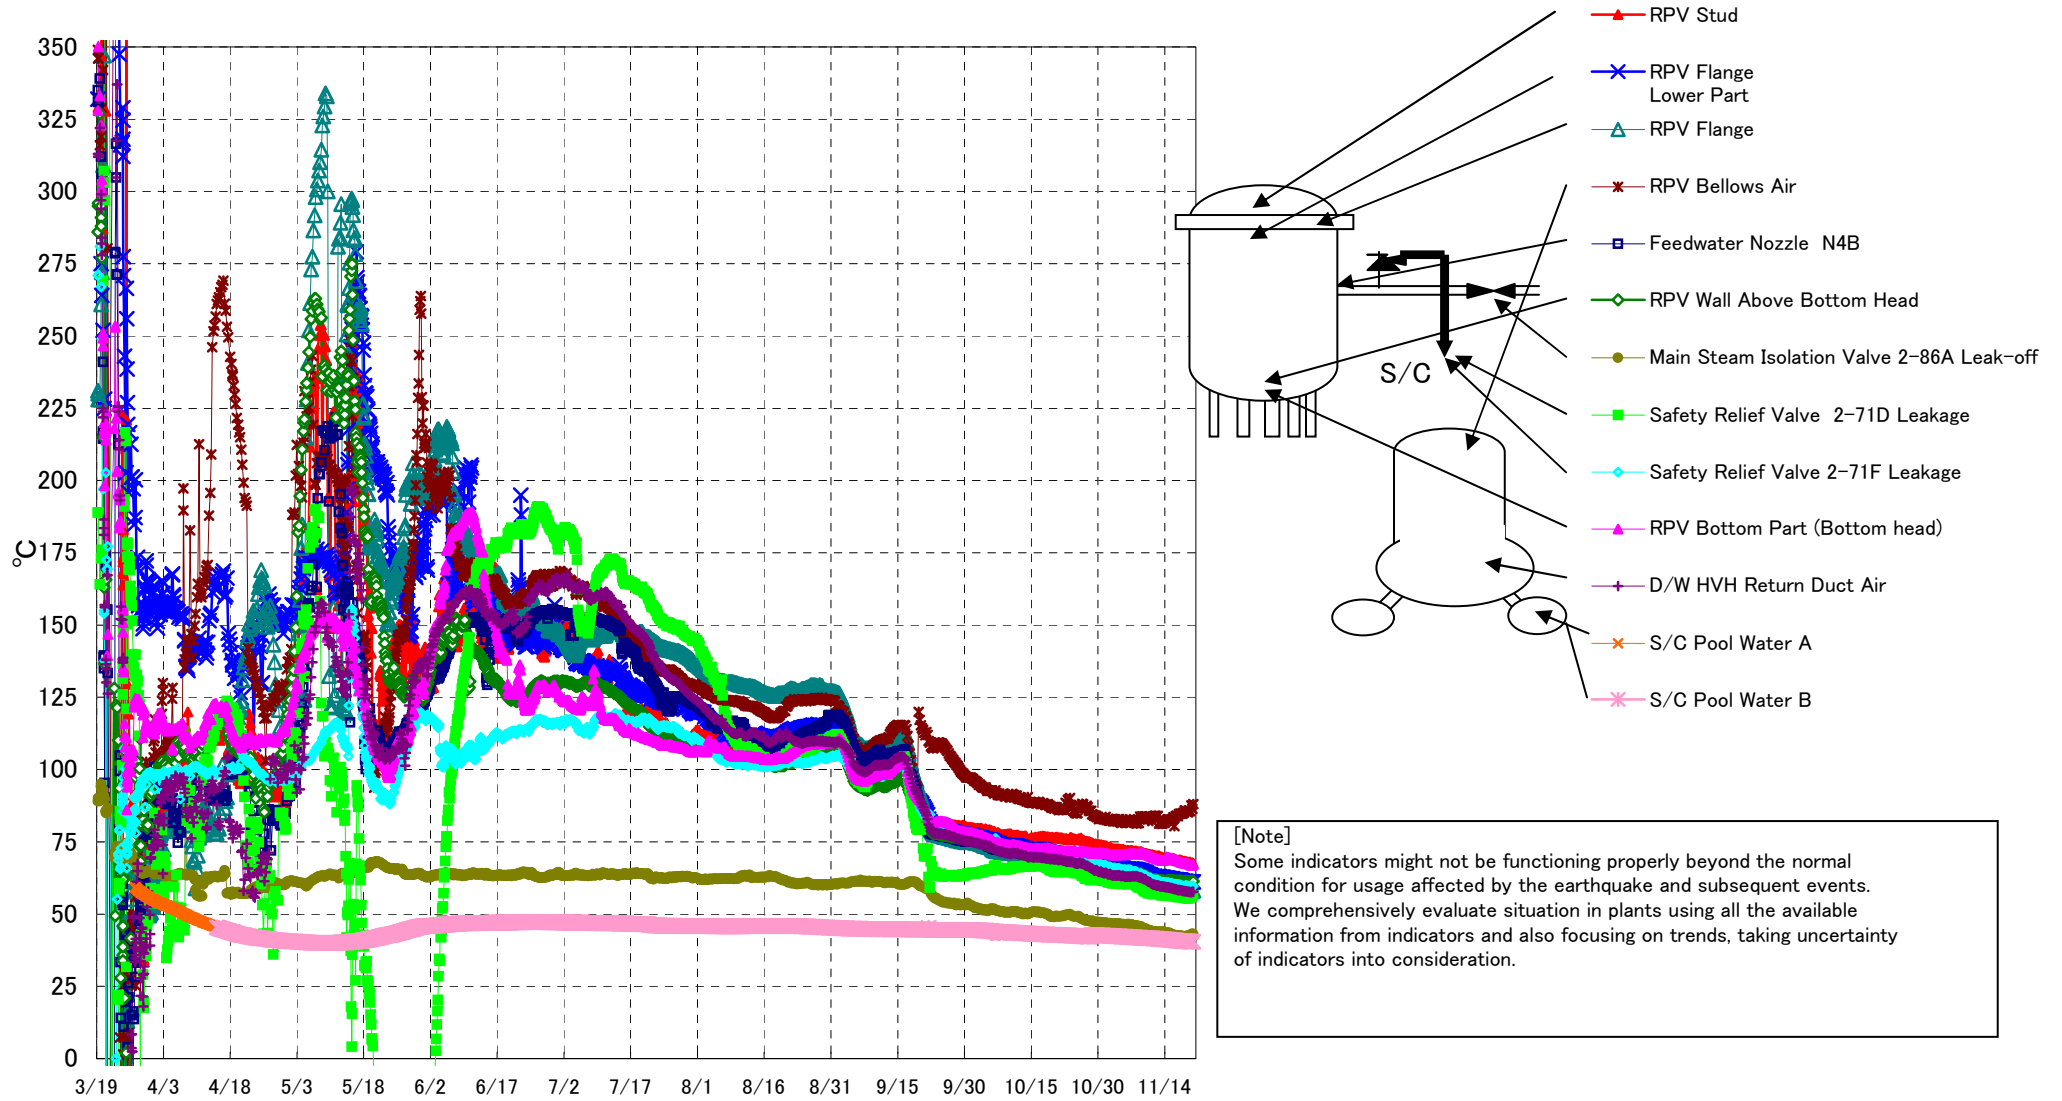 350
325
300
275
250
225
200
175
150
125
100
75
50
25
0
℃
3/19 4/3 4/18 5/3 5/18 6/2 6/17 7/2 7/17 8/1 8/16 8/31 9/15 9/30 10/15 10/30 11/14
RPV Stud
RPV Flange
Lower Part
RPV Flange
RPV Bellows Air
Feedwater Nozzle N4B
RPV Wall Above Bottom Head
Main Steam Isolation Valve 2-86A Leak-off
Safety Relief Valve 2-71D Leakage
Safety Relief Valve 2-71F Leakage
RPV Bottom Part (Bottom head)
D/W HVH Return Duct Air
S/C Pool Water A
S/C Pool Water B
S/C
[Note]
Some indicators might not be functioning properly beyond the normal
condition for usage affected by the earthquake and subsequent events.
We comprehensively evaluate situation in plants using all the available
information from indicators and also focusing on trends, taking uncertainty
of indicators into consideration.